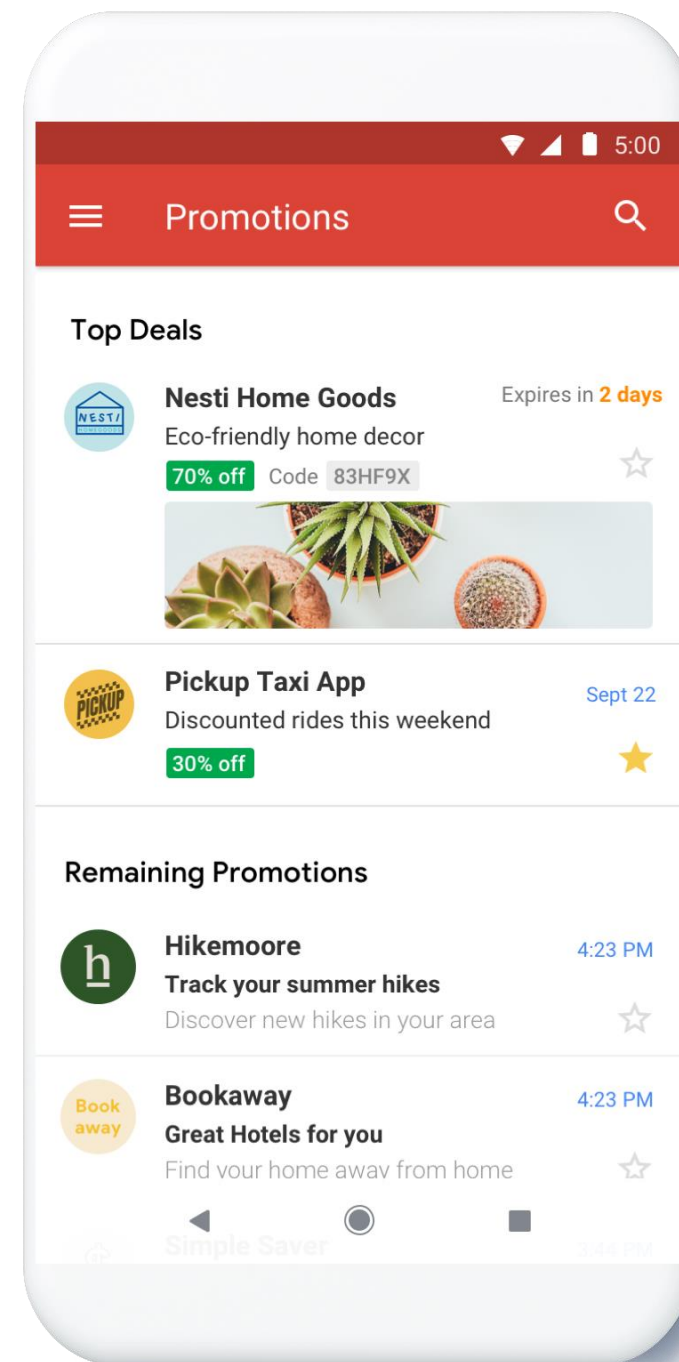 5:00
Promotions
Top Deals
NESTI
Nesti Home Goods
Expires in 2 days
Eco-friendly home decor
70% off Code 83HF9X
PICKUP
Pickup Taxi App
Sept 22
Discounted rides this weekend
30% off
Remaining Promotions
h
Hikemoore
4:23 PM
Track your summer hikes
Discover new hikes in your area
Book
away
Bookaway
4:23 PM
Great Hotels for you
Find your home away from home
Simple Saver
3:44 PM